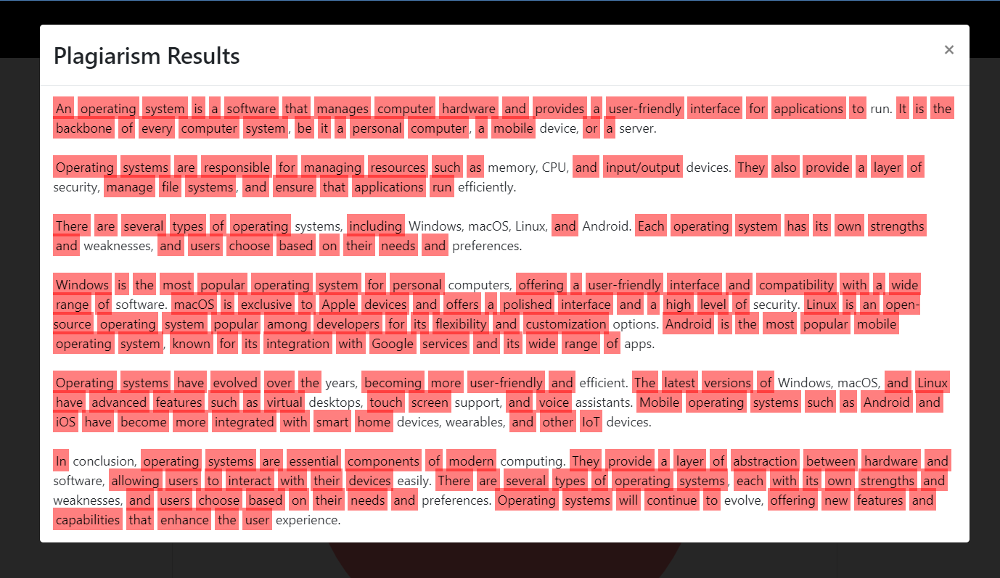 Plagiarism Results
×
An operating system is a software that manages computer hardware and provides a user-friendly interface for applications to run. It is the
backbone of every computer system, be it a personal computer, a mobile device, or a server.
Operating systems are responsible for managing resources such as memory, CPU, and input/output devices. They also provide a layer of
security, manage file systems, and ensure that applications run efficiently.
There are several types of operating systems, including Windows, macOS, Linux, and Android. Each operating system has its own strengths
and weaknesses, and users choose based on their needs and preferences.
Windows is the most popular operating system for personal computers, offering a user-friendly interface and compatibility with a wide
range of software. macOS is exclusive to Apple devices and offers a polished interface and a high level of security. Linux is an open-
source operating system popular among developers for its flexibility and customization options. Android is the most popular mobile
operating system, known for its integration with Google services and its wide range of apps.
Operating systems have evolved over the years, becoming more user-friendly and efficient. The latest versions of Windows, macOS, and Linux
have advanced features such as virtual desktops, touch screen support, and voice assistants. Mobile operating systems such as Android and
iOS have become more integrated with smart home devices, wearables, and other IoT devices.
In conclusion, operating systems are essential components of modern computing. They provide a layer of abstraction between hardware and
software, allowing users to interact with their devices easily. There are several types of operating systems, each with its own strengths and
weaknesses, and users choose based on their needs and preferences. Operating systems will continue to evolve, offering new features and
capabilities that enhance the user experience.